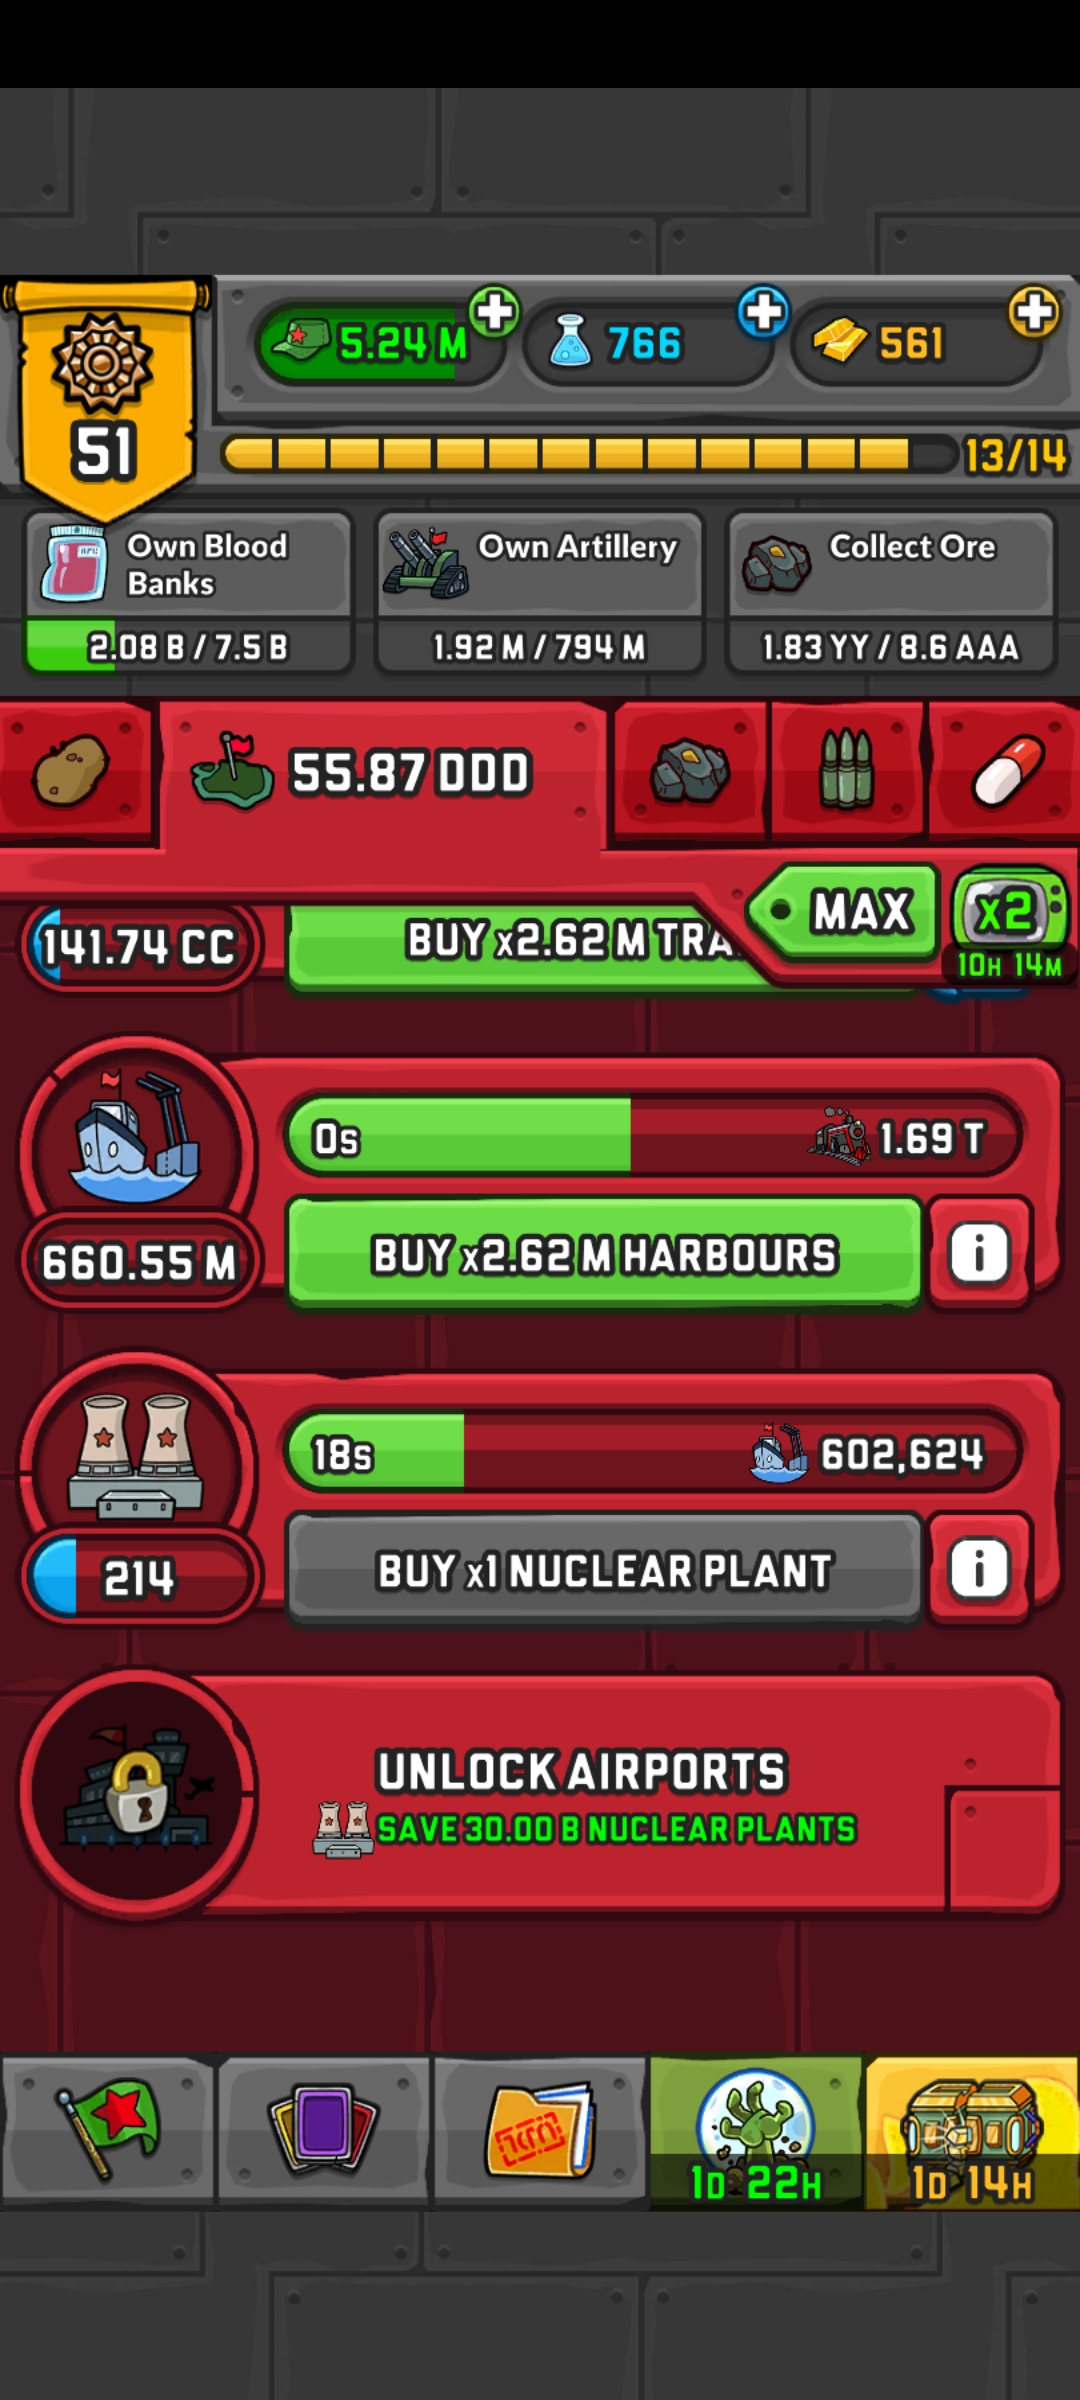 5.24 M
766
561
51
13/14
Own Blood
Banks
Own Artillery
Collect Ore
2.08 B / 7.5 B
1.92 M / 794 M
1.83 YY / 8.6 AAA
55.87 DDD
MAX
x2
10H 14M
141.74 CC
BUY x2.62 M TRA
0s
1.69 T
660.55 M
BUY x2.62 M HARBOURS
i
18s
602,624
214
BUY x1 NUCLEAR PLANT
i
UNLOCK AIRPORTS
SAVE 30.00 B NUCLEAR PLANTS
1D 22H
1D 14H